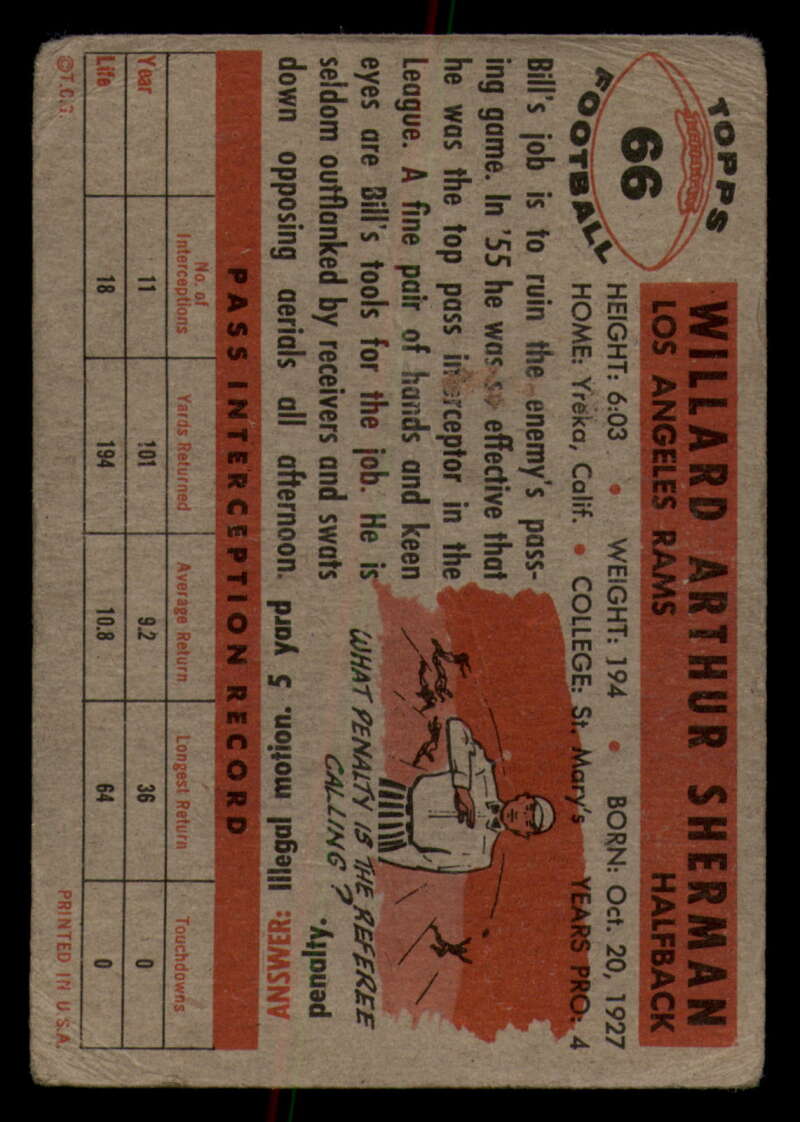 TOPPS
66
FOOTBALL
WILLARD ARTHUR SHERMAN
LOS ANGELES RAMS HALFBACK
HEIGHT: 6:03 • WEIGHT: 194 • BORN: Oct. 20, 1927
HOME: Yreka, Calif. • COLLEGE: St. Mary's YEARS PRO: 4
Bill's job is to ruin the enemy's pass-
ing game. In '55 he was so effective that
he was the top pass interceptor in the
League. A fine pair of hands and keen
eyes are Bill's tools for the job. He is
seldom outflanked by receivers and swats
down opposing aerials all afternoon.
WHAT PENALTY IS THE REFEREE
CALLING?
ANSWER: Illegal motion. 5 yard
penalty.
PASS INTERCEPTION RECORD
No. of Interceptions Yards Returned Average Return Longest Return Touchdowns
Year 11 101 9.2 36 0
Life 18 194 10.8 64 0
©T.C.G. PRINTED IN U.S.A.